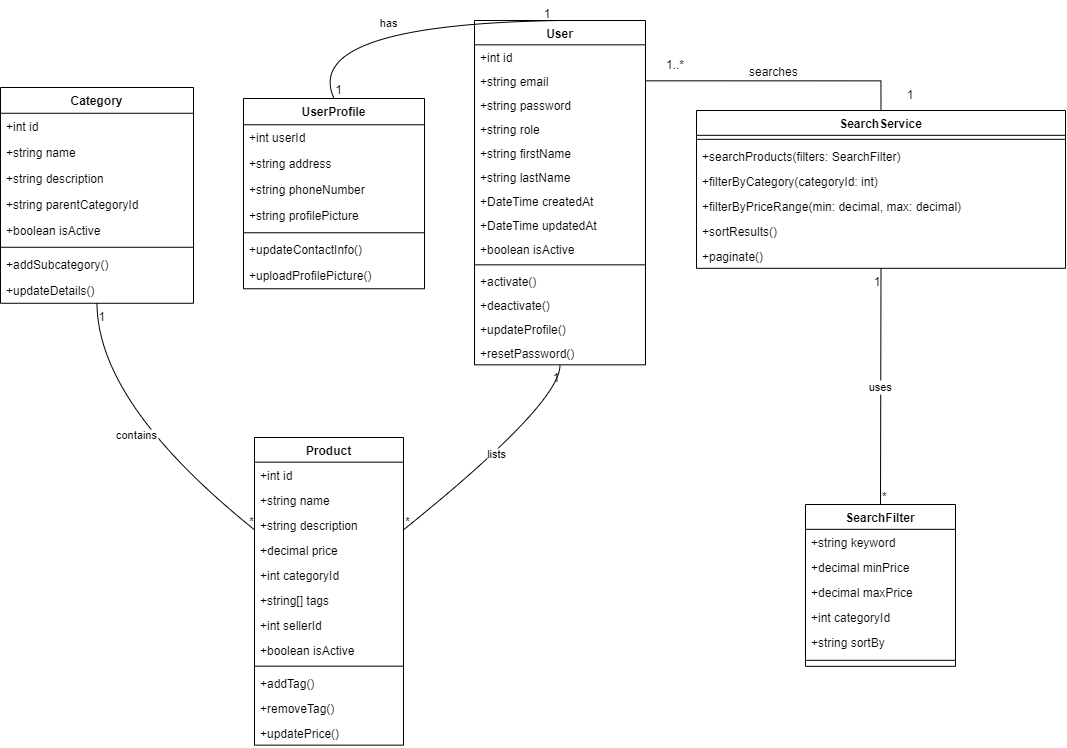 has
1
1
User
+int id
+string email
+string password
+string role
+string firstName
+string lastName
+DateTime createdAt
+DateTime updatedAt
+boolean isActive
+activate()
+deactivate()
+updateProfile()
+resetPassword()
1
1..*
searches
1
Category
+int id
+string name
+string description
+string parentCategoryId
+boolean isActive
+addSubcategory()
+updateDetails()
1
UserProfile
+int userId
+string address
+string phoneNumber
+string profilePicture
+updateContactInfo()
+uploadProfilePicture()
SearchService
+searchProducts(filters: SearchFilter)
+filterByCategory(categoryId: int)
+filterByPriceRange(min: decimal, max: decimal)
+sortResults()
+paginate()
1
uses
*
contains
*
lists
*
Product
+int id
+string name
+string description
+decimal price
+int categoryId
+string[] tags
+int sellerId
+boolean isActive
+addTag()
+removeTag()
+updatePrice()
SearchFilter
+string keyword
+decimal minPrice
+decimal maxPrice
+int categoryId
+string sortBy